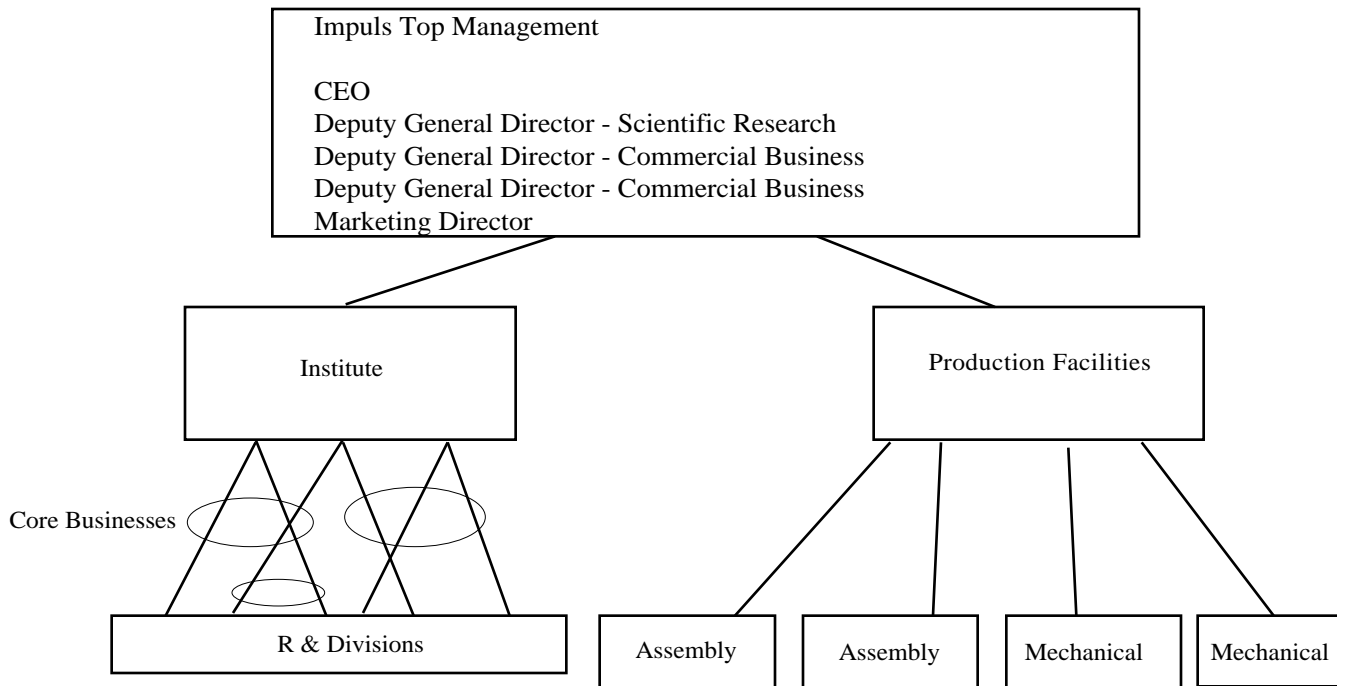 Impuls Top Management
CEO
Deputy General Director - Scientific Research
Deputy General Director - Commercial Business
Deputy General Director - Commercial Business
Marketing Director
Institute
Production Facilities
Core Businesses
R & Divisions
Assembly
Assembly
Mechanical
Mechanical